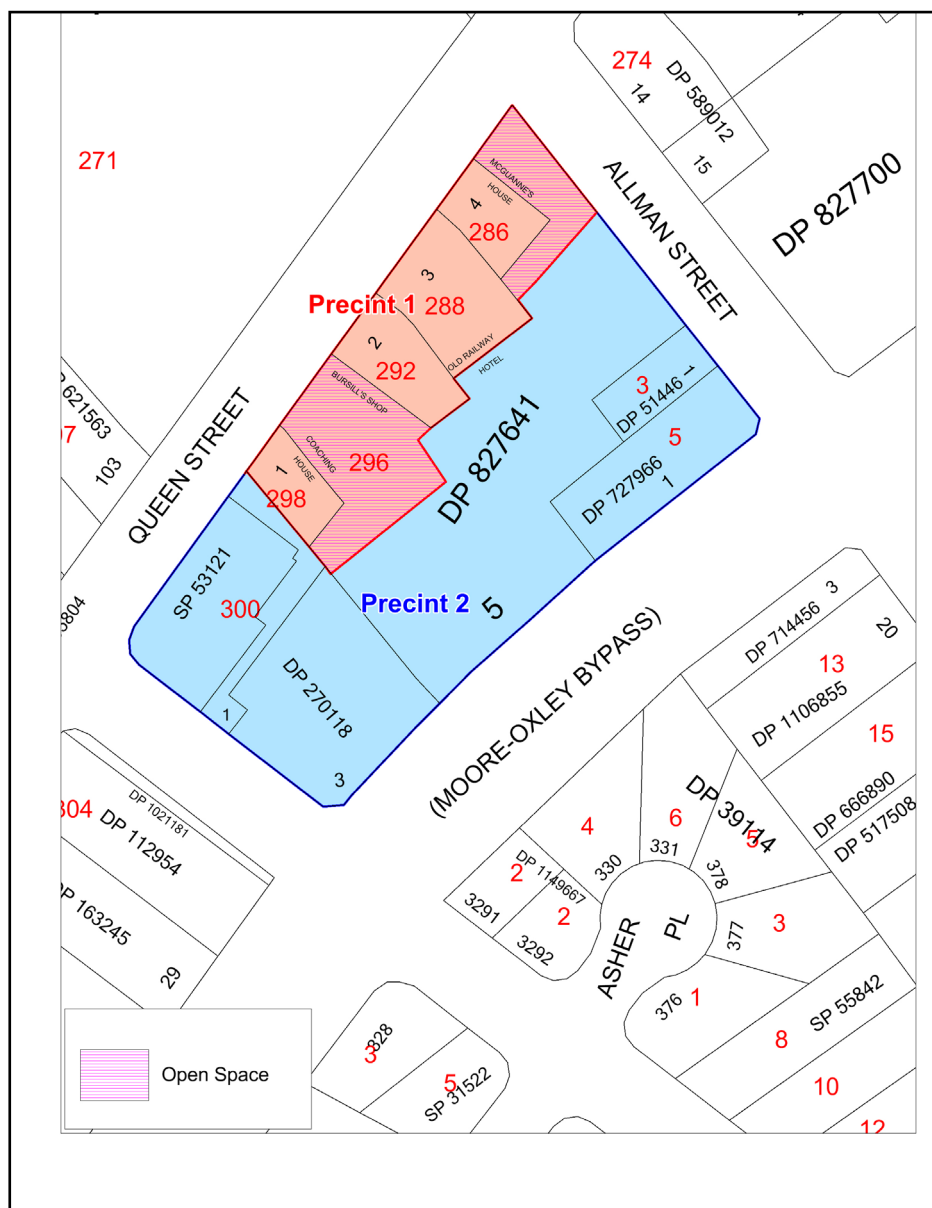 274
14
DP 589012
15
271
ALLMAN STREET
DP 827700
MCGUANNE'S
HOUSE
4
286
3
288
Precint 1
2
292
OLD RAILWAY
HOTEL
BURSILL'S SHOP
COACHING
HOUSE
296
1
298
3
DP 51446
1
5
DP 727966
1
DP 827641
5
621563
103
QUEEN STREET
SP 53121
300
Precint 2
DP 270118
1
3
(MOORE-OXLEY BYPASS)
DP 714456
3
20
13
DP 1106855
15
DP 666890
DP 517508
DP 39144
DP 1021181
DP 112954
163245
29
4
6
331
330
5
378
2
DP 1149667
3291
2
3292
ASHER
PL
377
3
376
1
SP 55842
8
10
12
328
3
5
SP 31522
Open Space